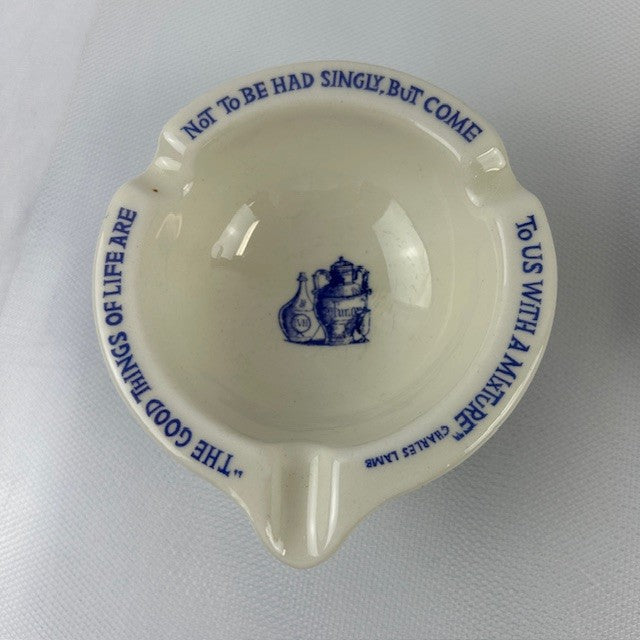 "THE GOOD THINGS OF LIFE ARE
NOT TO BE HAD SINGLY, BUT COME
TO US WITH A MIXTURE"
CHARLES LAMB